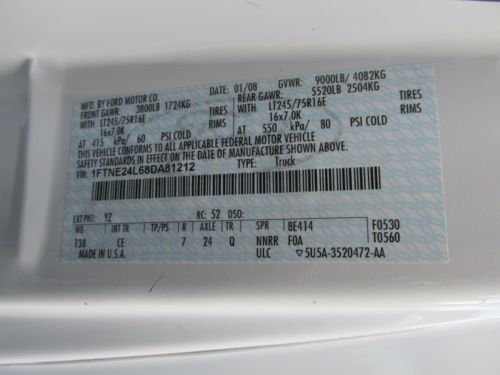 MFD. BY FORD MOTOR CO.
01/08 GVWR: 9000LB/ 4082KG
FRONT GAWR: 3800LB 1724KG
REAR GAWR: 5520LB 2504KG
WITH LT245/75R16E TIRES
WITH LT245/75R16E TIRES
16x7.0K RIMS
16x7.0K RIMS
AT 415 kPa/ 60 PSI COLD
AT 550 kPa/ 80 PSI COLD
THIS VEHICLE CONFORMS TO ALL APPLICABLE FEDERAL MOTOR VEHICLE
SAFETY STANDARDS IN EFFECT ON THE DATE OF MANUFACTURE SHOWN ABOVE.
VIN: 1FTNE24L68DA81212
TYPE: Truck
EXT PNT: YZ RC: 52 DSO:
WB INT TR TP/PS R AXLE TR SPR 8E414 F0530
138 CE 7 24 Q NNRR FOA T0560
MADE IN U.S.A. ULC ▽5U5A-3520472-AA